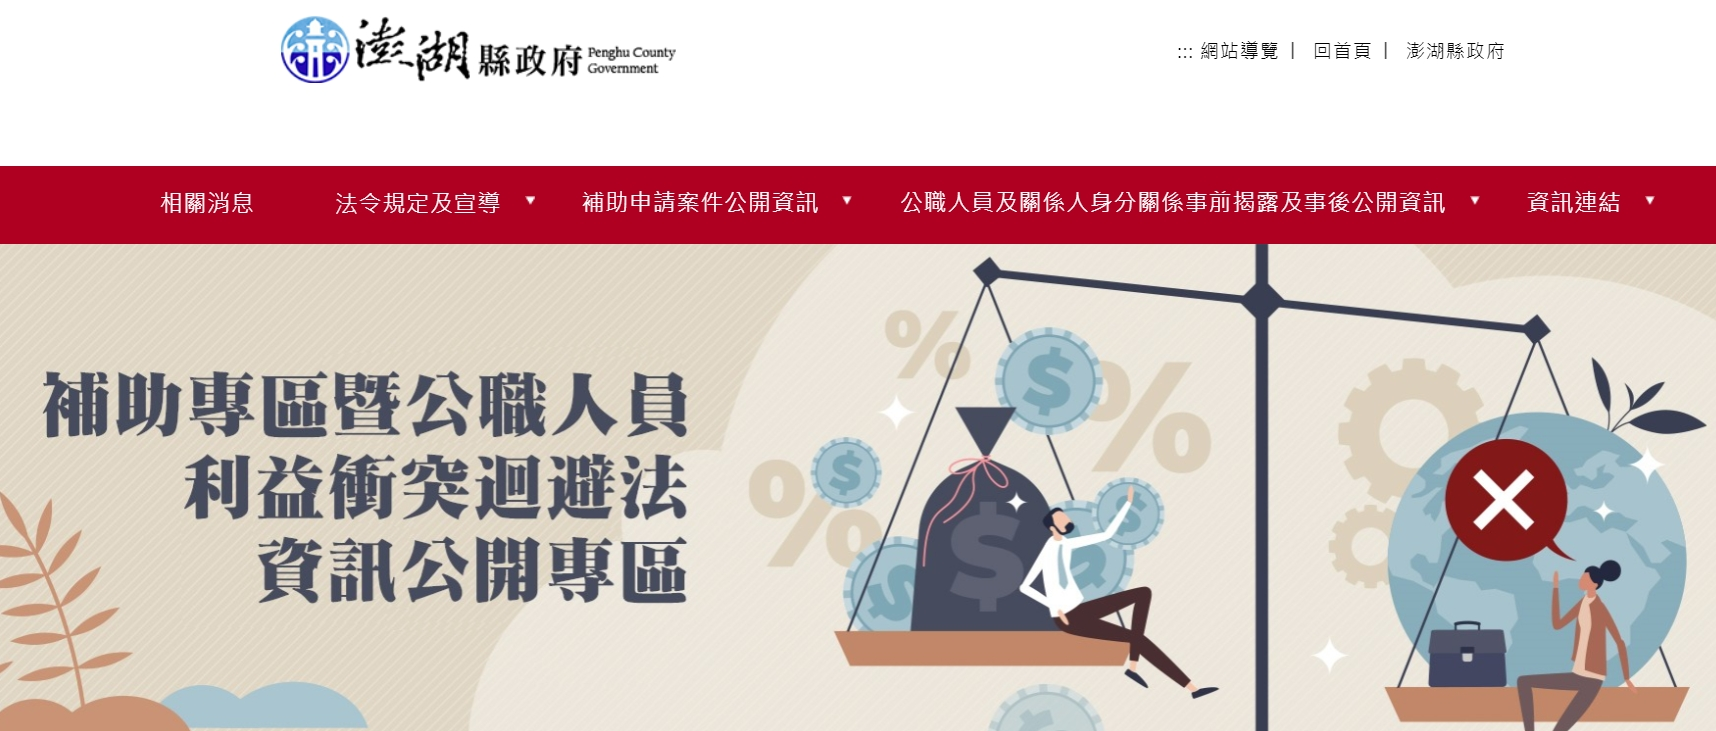 澎湖縣政府 Penghu County
Government
::: 網站導覽 | 回首頁 | 澎湖縣政府
相關消息 法令規定及宣導 ▼ 補助申請案件公開資訊 ▼ 公職人員及關係人身分關係事前揭露及事後公開資訊 ▼ 資訊連結 ▼
補助專區暨公職人員
利益衝突迴避法
資訊公開專區
% $ % $ % $ $ $ $